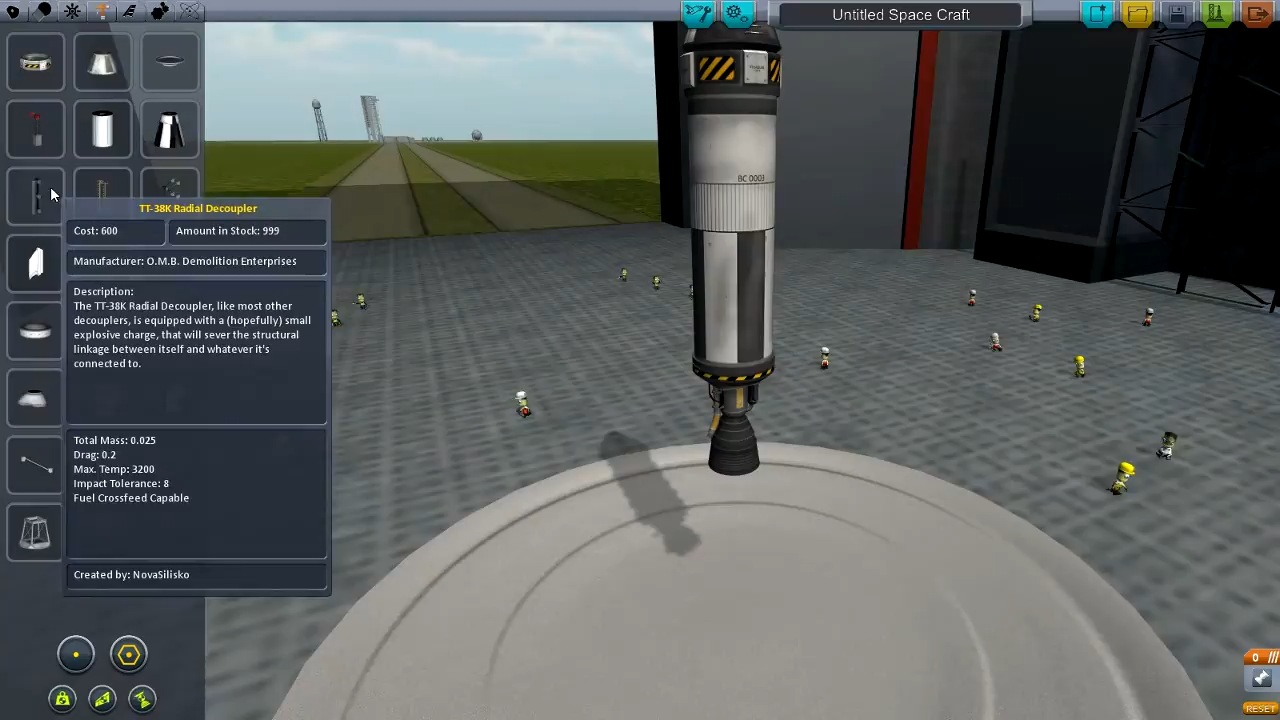 Untitled Space Craft
BC 0003
TT-38K Radial Decoupler
Cost: 600
Amount in Stock: 999
Manufacturer: O.M.B. Demolition Enterprises
Description:
The TT-38K Radial Decoupler, like most other
decouplers, is equipped with a (hopefully) small
explosive charge, that will sever the structural
linkage between itself and whatever it's
connected to.
Total Mass: 0.025
Drag: 0.2
Max. Temp: 3200
Impact Tolerance: 8
Fuel Crossfeed Capable
Created by: NovaSilisko
0
RESET